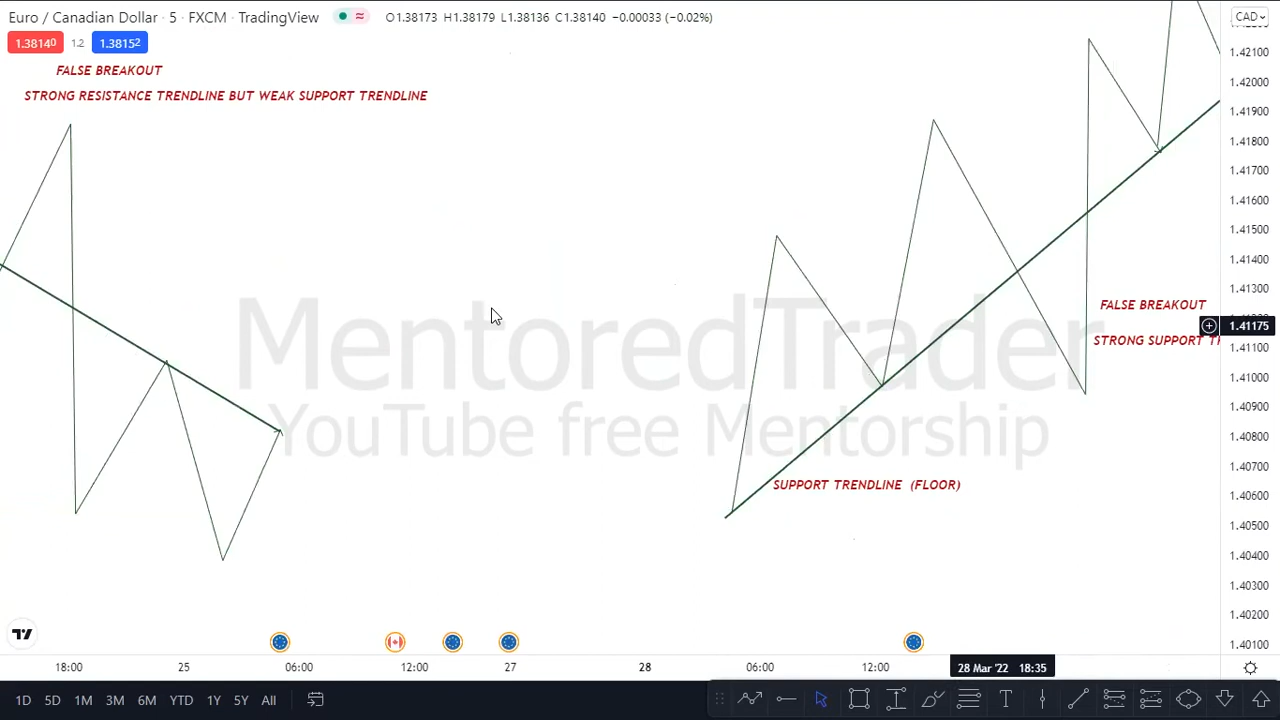 Euro / Canadian Dollar · 5 · FXCM · TradingView O1.38173 H1.38179 L1.38136 C1.38140 −0.00033 (−0.02%)
CAD
1.38140 1.2 1.38152
FALSE BREAKOUT
STRONG RESISTANCE TRENDLINE BUT WEAK SUPPORT TRENDLINE
1.42100
1.42000
1.41900
1.41800
1.41700
1.41600
1.41500
1.41400
1.41300
FALSE BREAKOUT
1.41175
STRONG SUPPORT
1.41100
1.41000
1.40900
1.40800
1.40700
1.40600
1.40500
1.40400
1.40300
1.40200
1.40100
MentoredTrader
YouTube free Mentorship
SUPPORT TRENDLINE (FLOOR)
18:00 25 06:00 12:00 27 28 06:00 12:00 28 Mar '22 18:35
1D 5D 1M 3M 6M YTD 1Y 5Y All